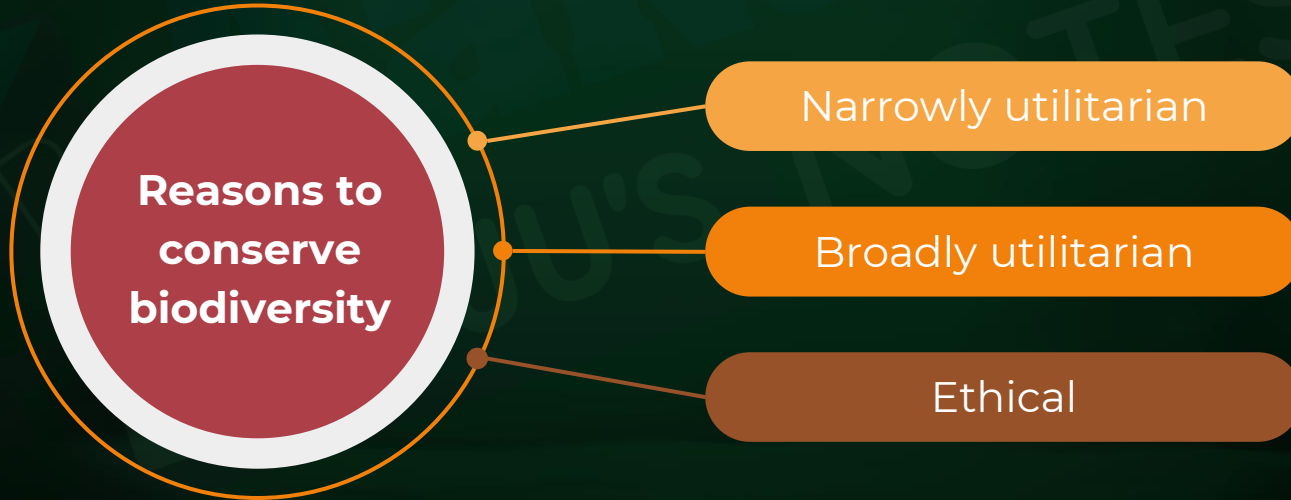 Reasons to
conserve
biodiversity
Narrowly utilitarian
Broadly utilitarian
Ethical